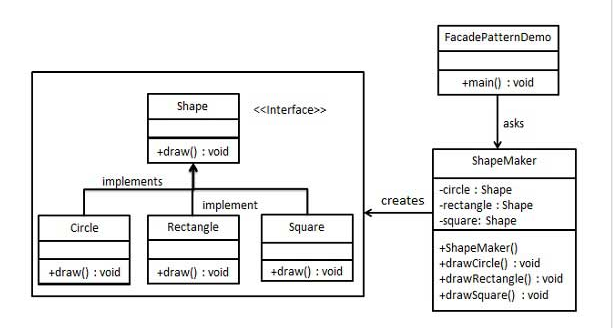 FacadePatternDemo
+main() : void
asks
Shape
<<Interface>>
+draw() : void
implements
implement
Circle
+draw() : void
Rectangle
+draw() : void
Square
+draw() : void
creates
ShapeMaker
-circle : Shape
-rectangle : Shape
-square: Shape
+ShapeMaker()
+drawCircle() : void
+drawRectangle() : void
+drawSquare() : void